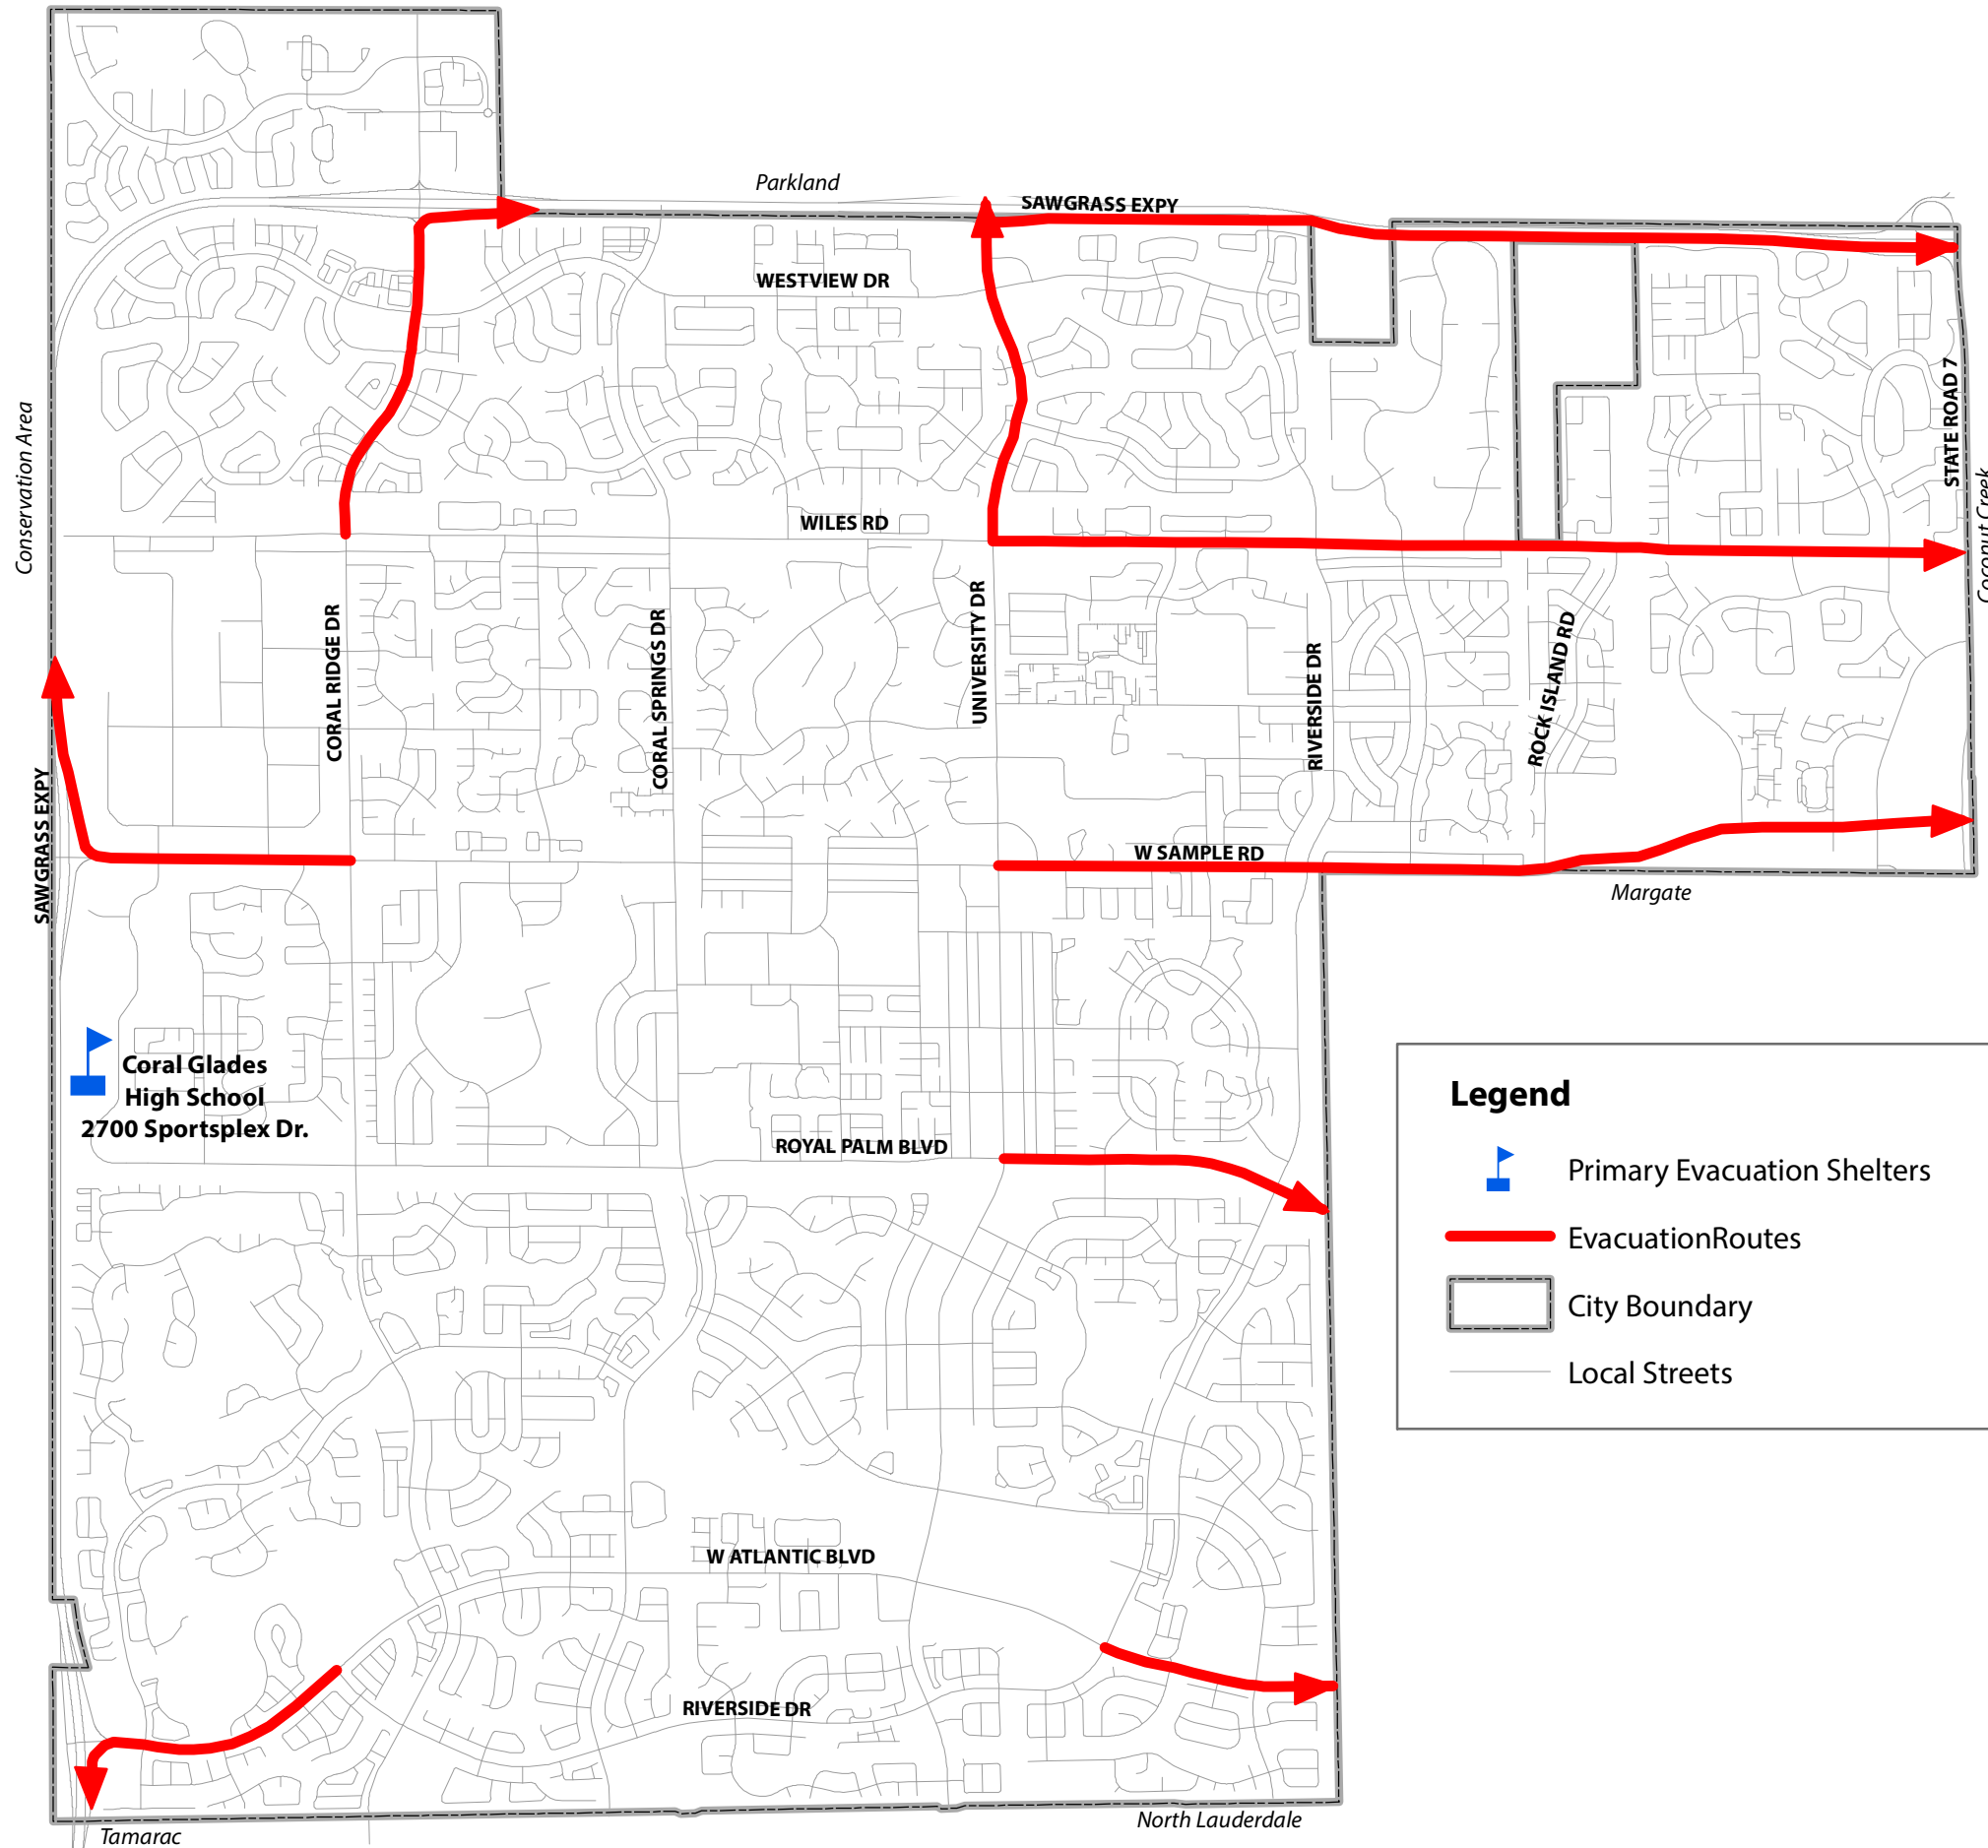 Parkland
SAWGRASS EXPY
WESTVIEW DR
STATE ROAD 7
Conservation Area
Coconut Creek
WILES RD
CORAL RIDGE DR
CORAL SPRINGS DR
UNIVERSITY DR
RIVERSIDE DR
ROCK ISLAND RD
SAWGRASS EXPY
W SAMPLE RD
Margate
Coral Glades
High School
2700 Sportsplex Dr.
ROYAL PALM BLVD
Legend
Primary Evacuation Shelters
EvacuationRoutes
City Boundary
Local Streets
W ATLANTIC BLVD
RIVERSIDE DR
North Lauderdale
Tamarac